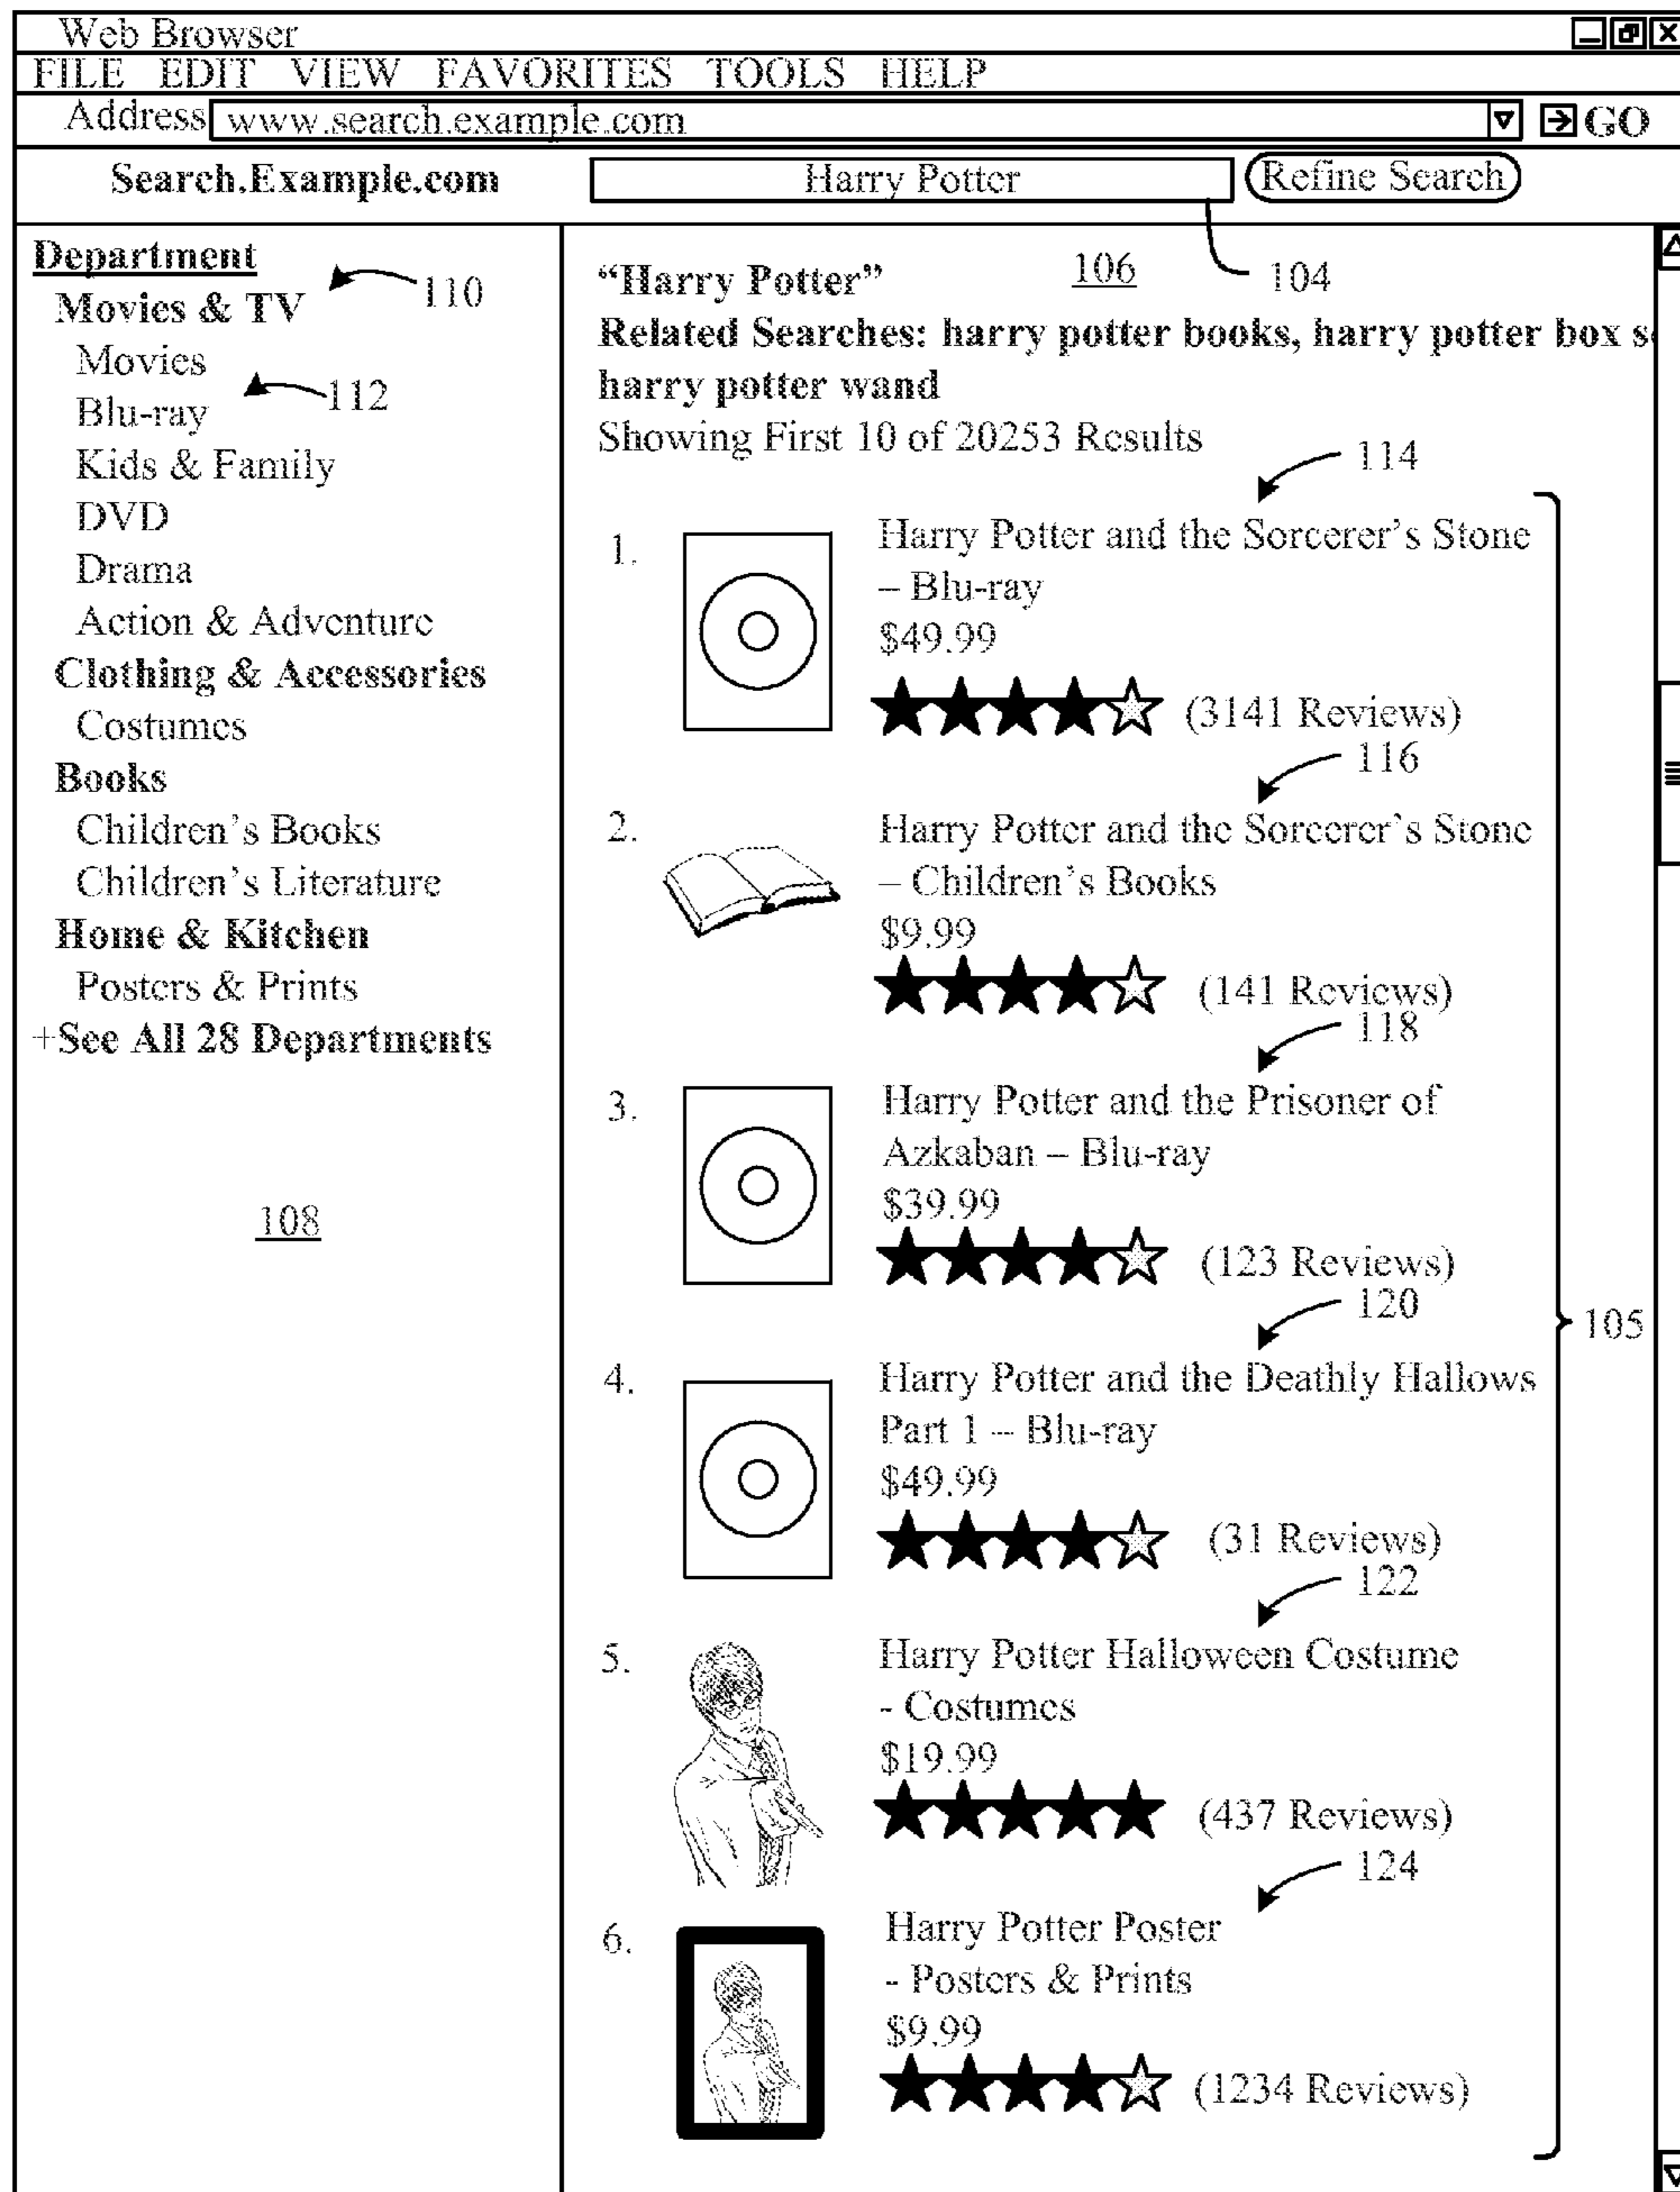 Web Browser
FILE EDIT VIEW FAVORITES TOOLS HELP
Address www.search.example.com GO
Search.Example.com Harry Potter Refine Search
Department
110
Movies & TV
Movies
112
Blu-ray
Kids & Family
DVD
Drama
Action & Adventure
Clothing & Accessories
Costumes
Books
Children's Books
Children's Literature
Home & Kitchen
Posters & Prints
+See All 28 Departments
108
“Harry Potter” 106 104
Related Searches: harry potter books, harry potter box
harry potter wand
Showing First 10 of 20253 Results
114
1. Harry Potter and the Sorcerer's Stone
– Blu-ray
$49.99
(3141 Reviews)
116
2. Harry Potter and the Sorcerer's Stone
– Children's Books
$9.99
(141 Reviews)
118
3. Harry Potter and the Prisoner of
Azkaban – Blu-ray
$39.99
(123 Reviews)
120
105
4. Harry Potter and the Deathly Hallows
Part 1 – Blu-ray
$49.99
(31 Reviews)
122
5. Harry Potter Halloween Costume
- Costumes
$19.99
(437 Reviews)
124
6. Harry Potter Poster
- Posters & Prints
$9.99
(1234 Reviews)